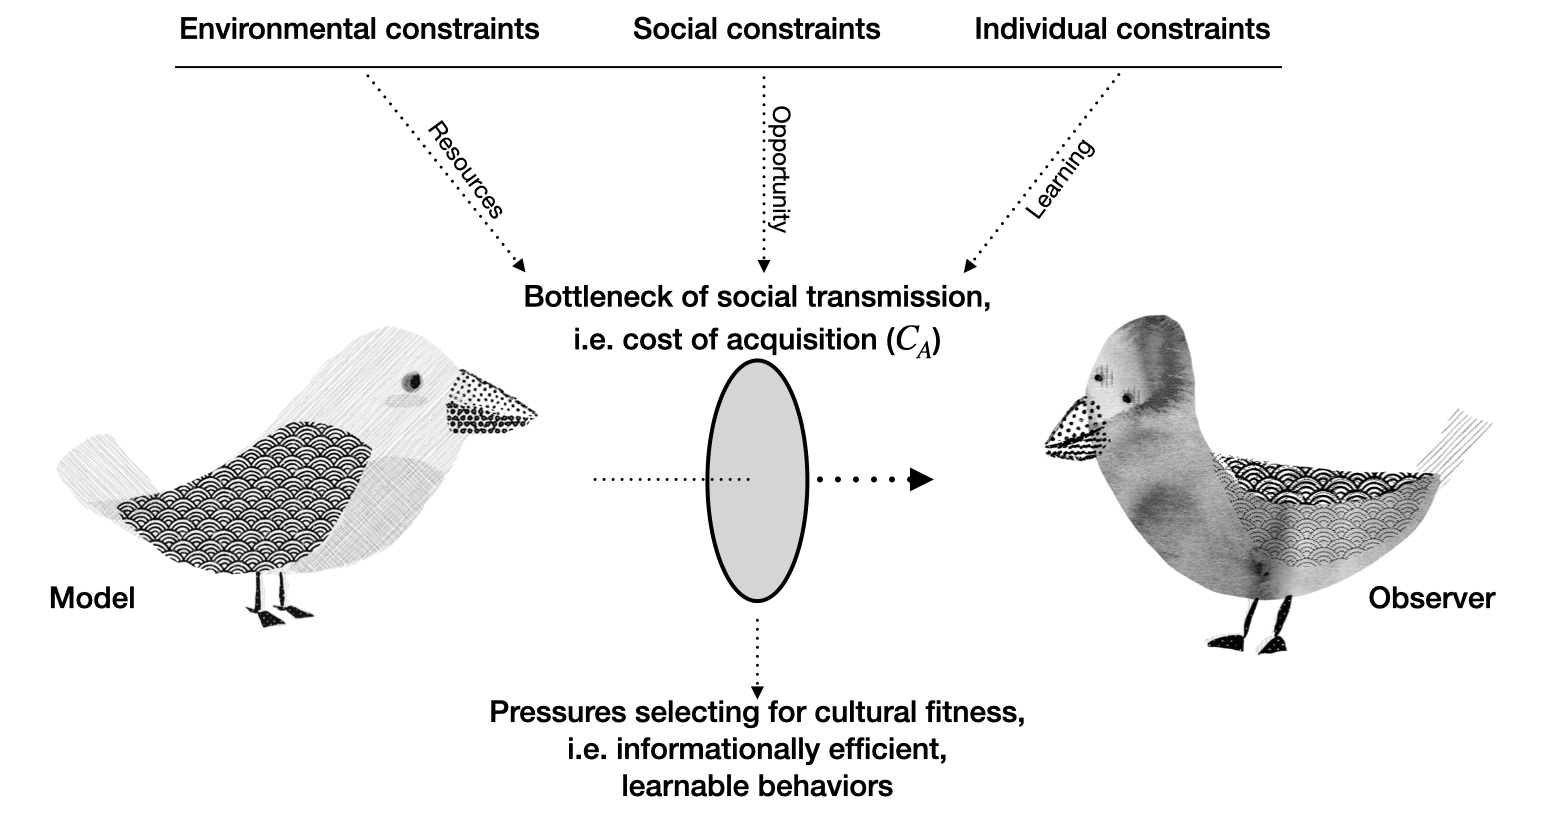 Environmental constraints
Social constraints
Individual constraints
Resources
Opportunity
Learning
Bottleneck of social transmission,
i.e. cost of acquisition (C_A)
Model
Observer
Pressures selecting for cultural fitness,
i.e. informationally efficient,
learnable behaviors